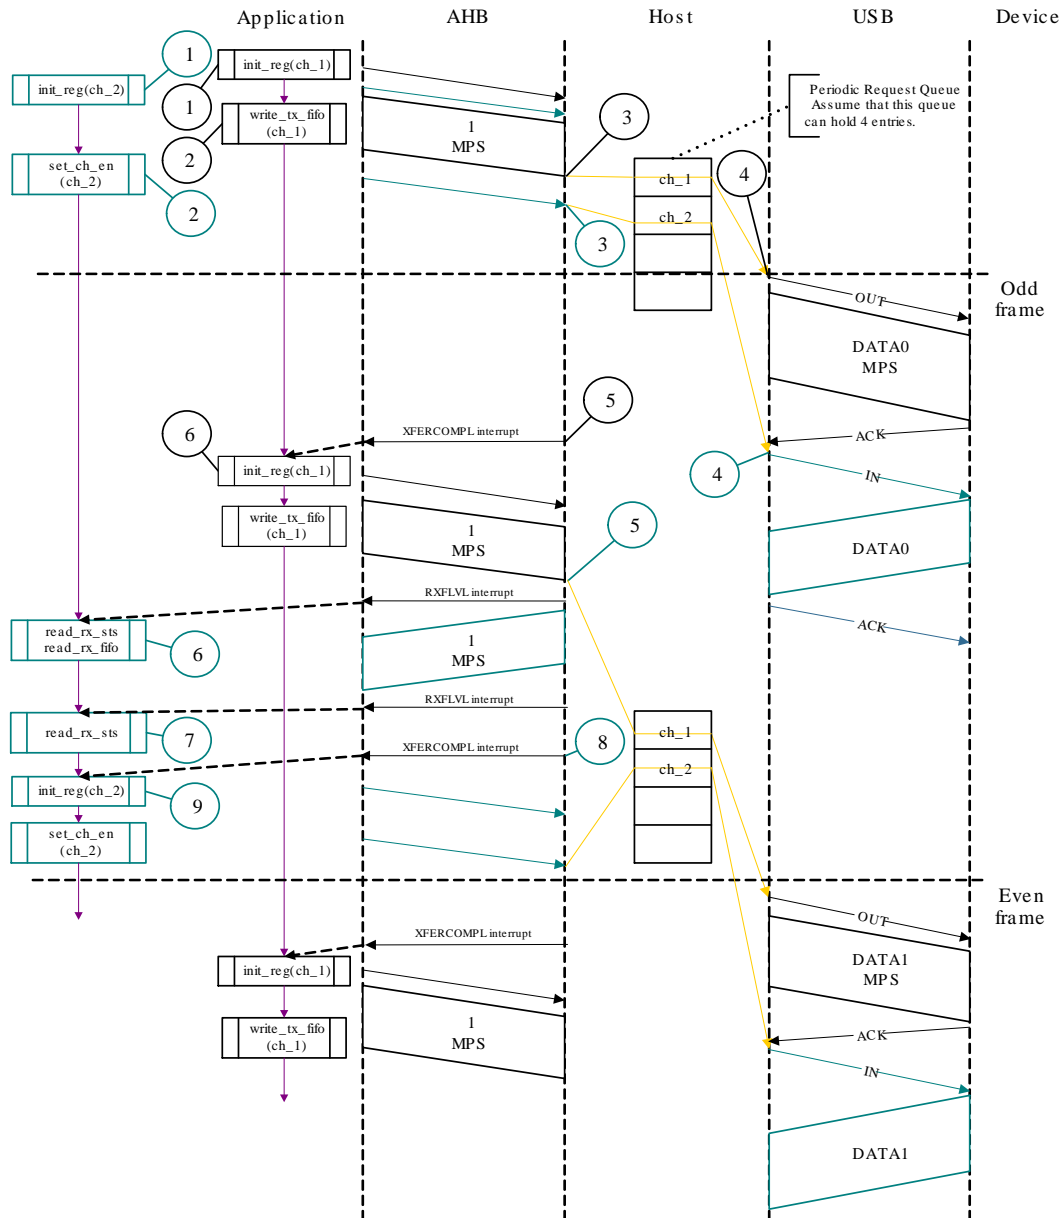 Application
AHB
Host
USB
Device
1
init_reg(ch_1)
init_reg(ch_2)
1
write_tx_fifo
(ch_1)
2
set_ch_en
(ch_2)
2
1
MPS
3
3
Periodic Request Queue
Assume that this queue
can hold 4 entries.
ch_1
ch_2
4
Odd
frame
OUT
DATA0
MPS
ACK
5
XFERCOMPL interrupt
6
init_reg(ch_1)
write_tx_fifo
(ch_1)
1
MPS
4
IN
5
DATA0
RXFLVL interrupt
ACK
read_rx_sts
read_rx_fifo
6
1
MPS
RXFLVL interrupt
read_rx_sts
7
XFERCOMPL interrupt
8
ch_1
ch_2
init_reg(ch_2)
9
set_ch_en
(ch_2)
Even
frame
OUT
XFERCOMPL interrupt
init_reg(ch_1)
DATA1
MPS
write_tx_fifo
(ch_1)
1
MPS
ACK
IN
DATA1